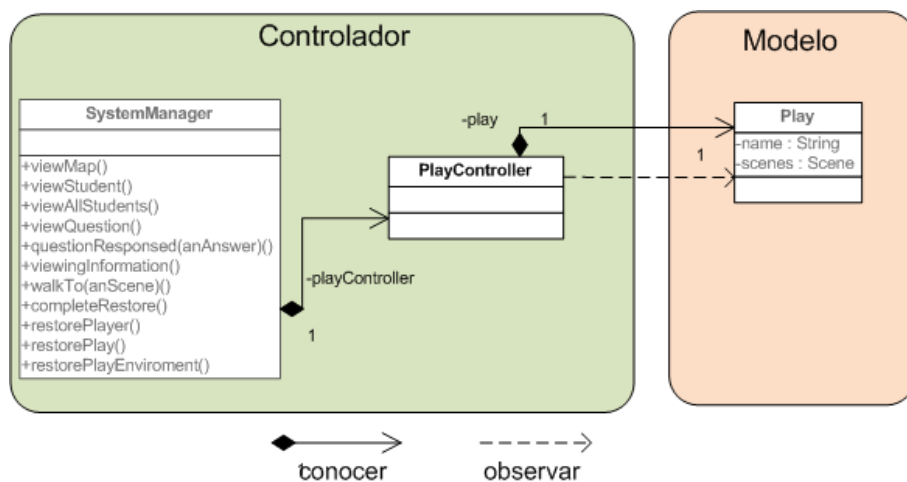 Controlador
SystemManager
+viewMap()
+viewStudent()
+viewAllStudents()
+viewQuestion()
+questionResponsed(anAnswer)()
+viewingInformation()
+walkTo(anScene)()
+completeRestore()
+restorePlayer()
+restorePlay()
+restorePlayEnviroment()
-playController
1
PlayController
-play
1
1
Modelo
Play
-name : String
-scenes : Scene
1
conocer
observar